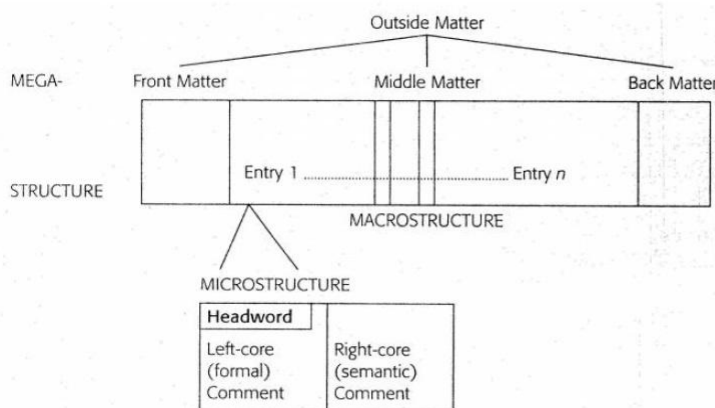 Outside Matter
MEGA- Front Matter Middle Matter Back Matter
Entry 1 Entry n
STRUCTURE
MACROSTRUCTURE
MICROSTRUCTURE
Headword
Left-core Right-core
(formal) (semantic)
Comment Comment